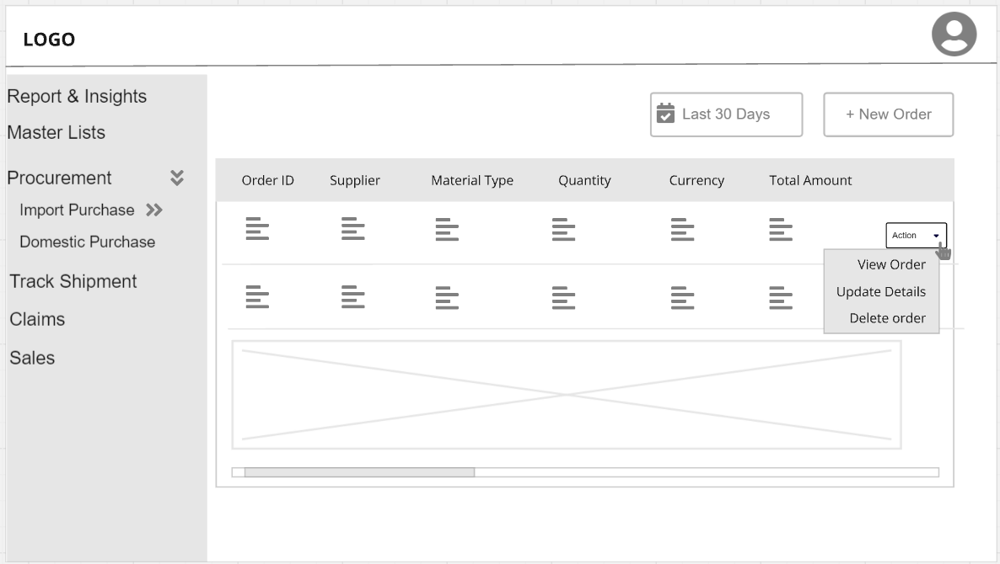 LOGO
Report & Insights
Master Lists
Procurement
Import Purchase
Domestic Purchase
Track Shipment
Claims
Sales
Last 30 Days
+ New Order
Order ID Supplier Material Type Quantity Currency Total Amount
Action
View Order
Update Details
Delete order